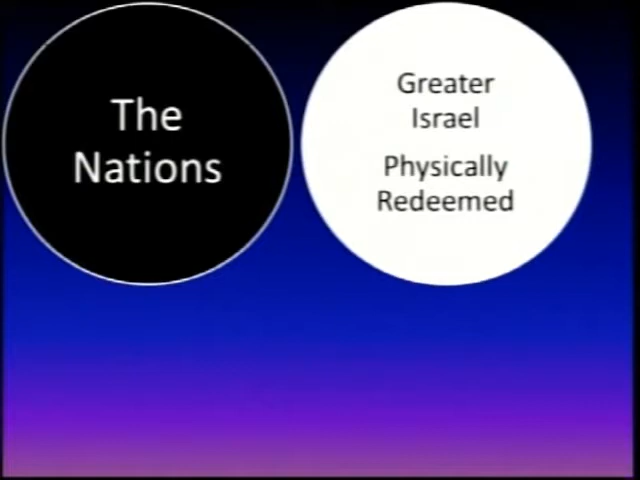 The
Nations
Greater
Israel
Physically
Redeemed